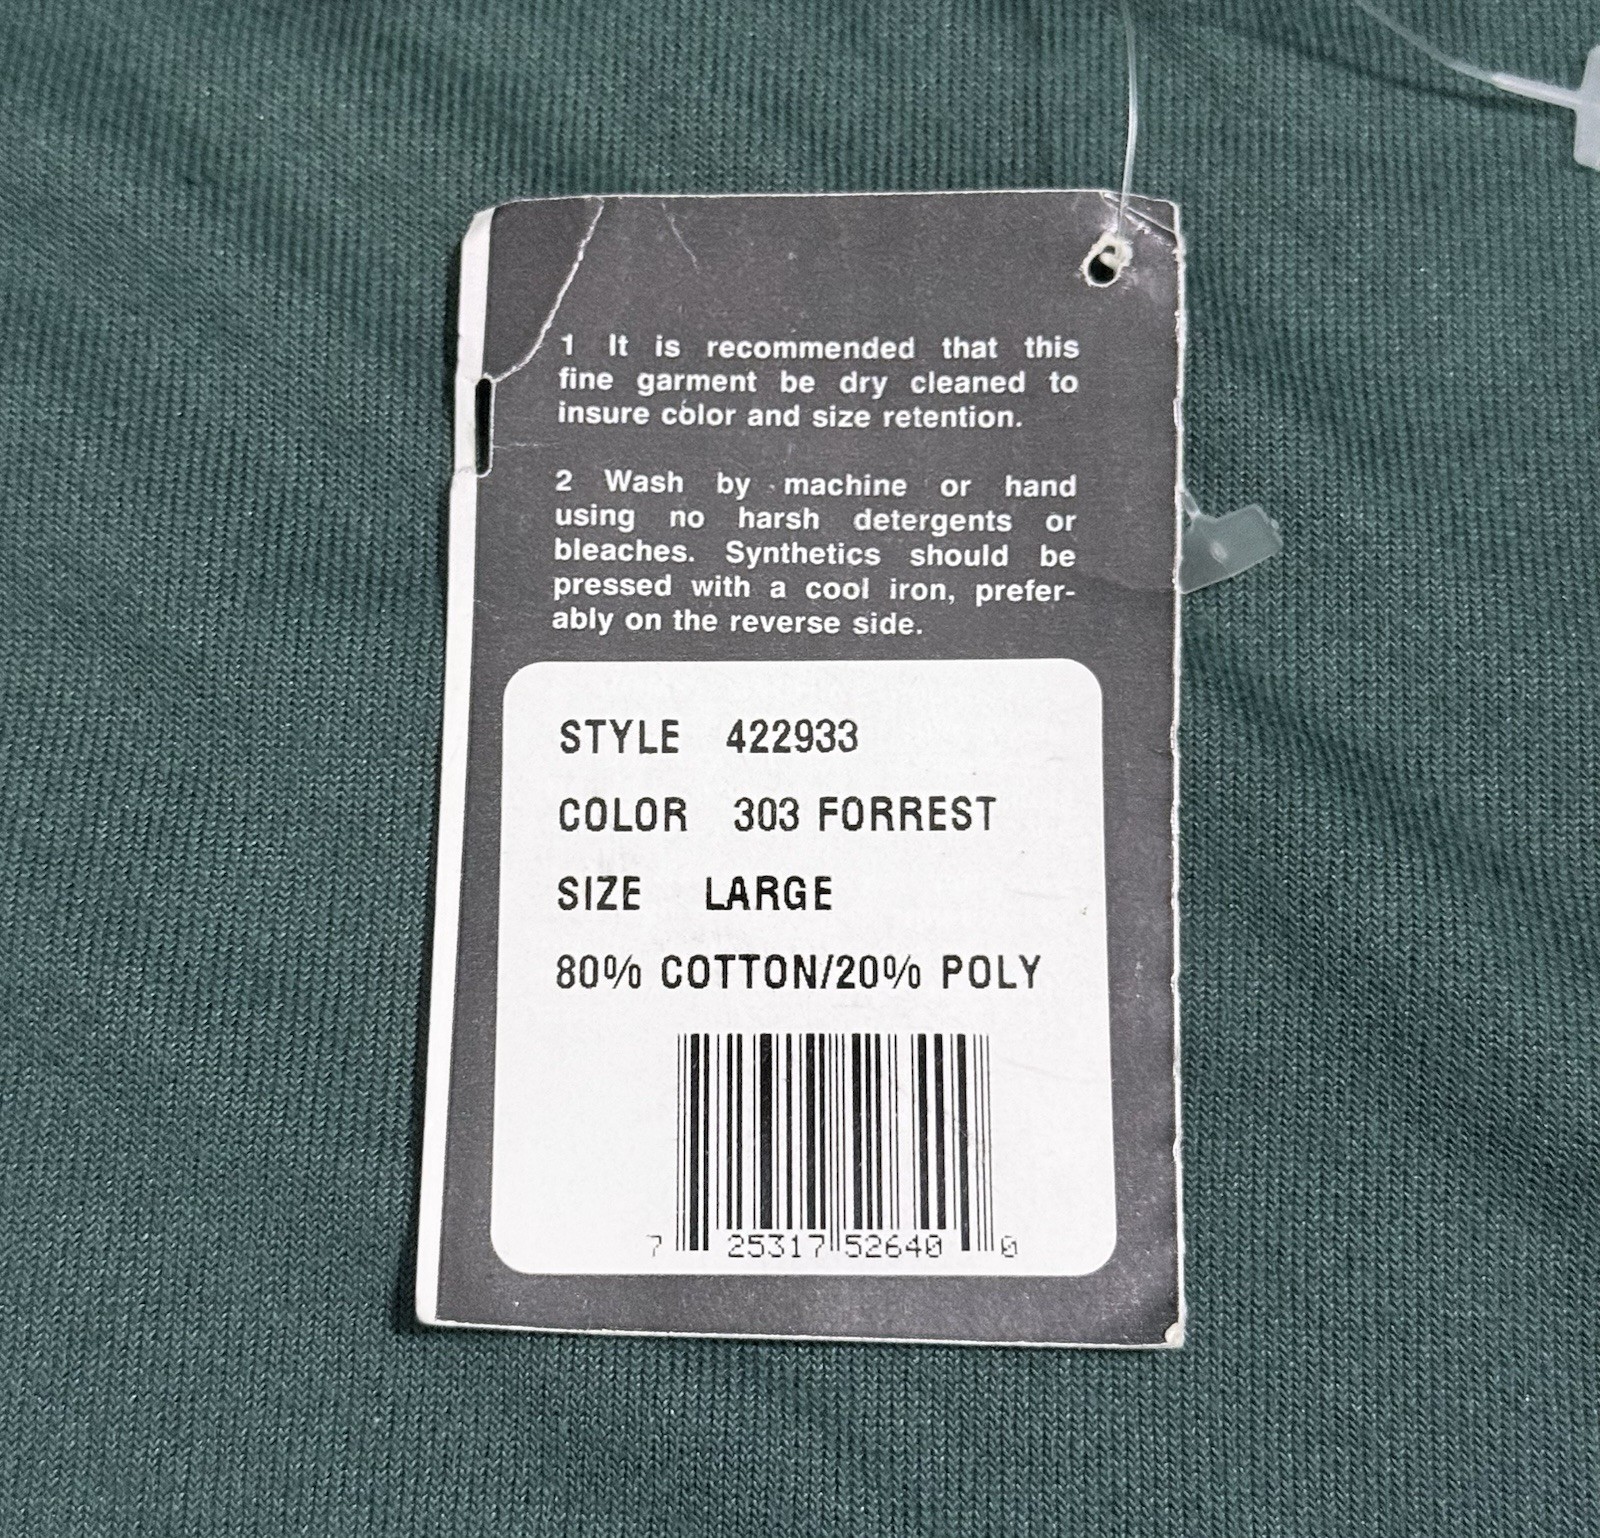 1 It is recommended that this
fine garment be dry cleaned to
insure color and size retention.
2 Wash by machine or hand
using no harsh detergents or
bleaches. Synthetics should be
pressed with a cool iron, prefer-
ably on the reverse side.
STYLE 422933
COLOR 303 FORREST
SIZE LARGE
80% COTTON/20% POLY
7 25317 52640 0